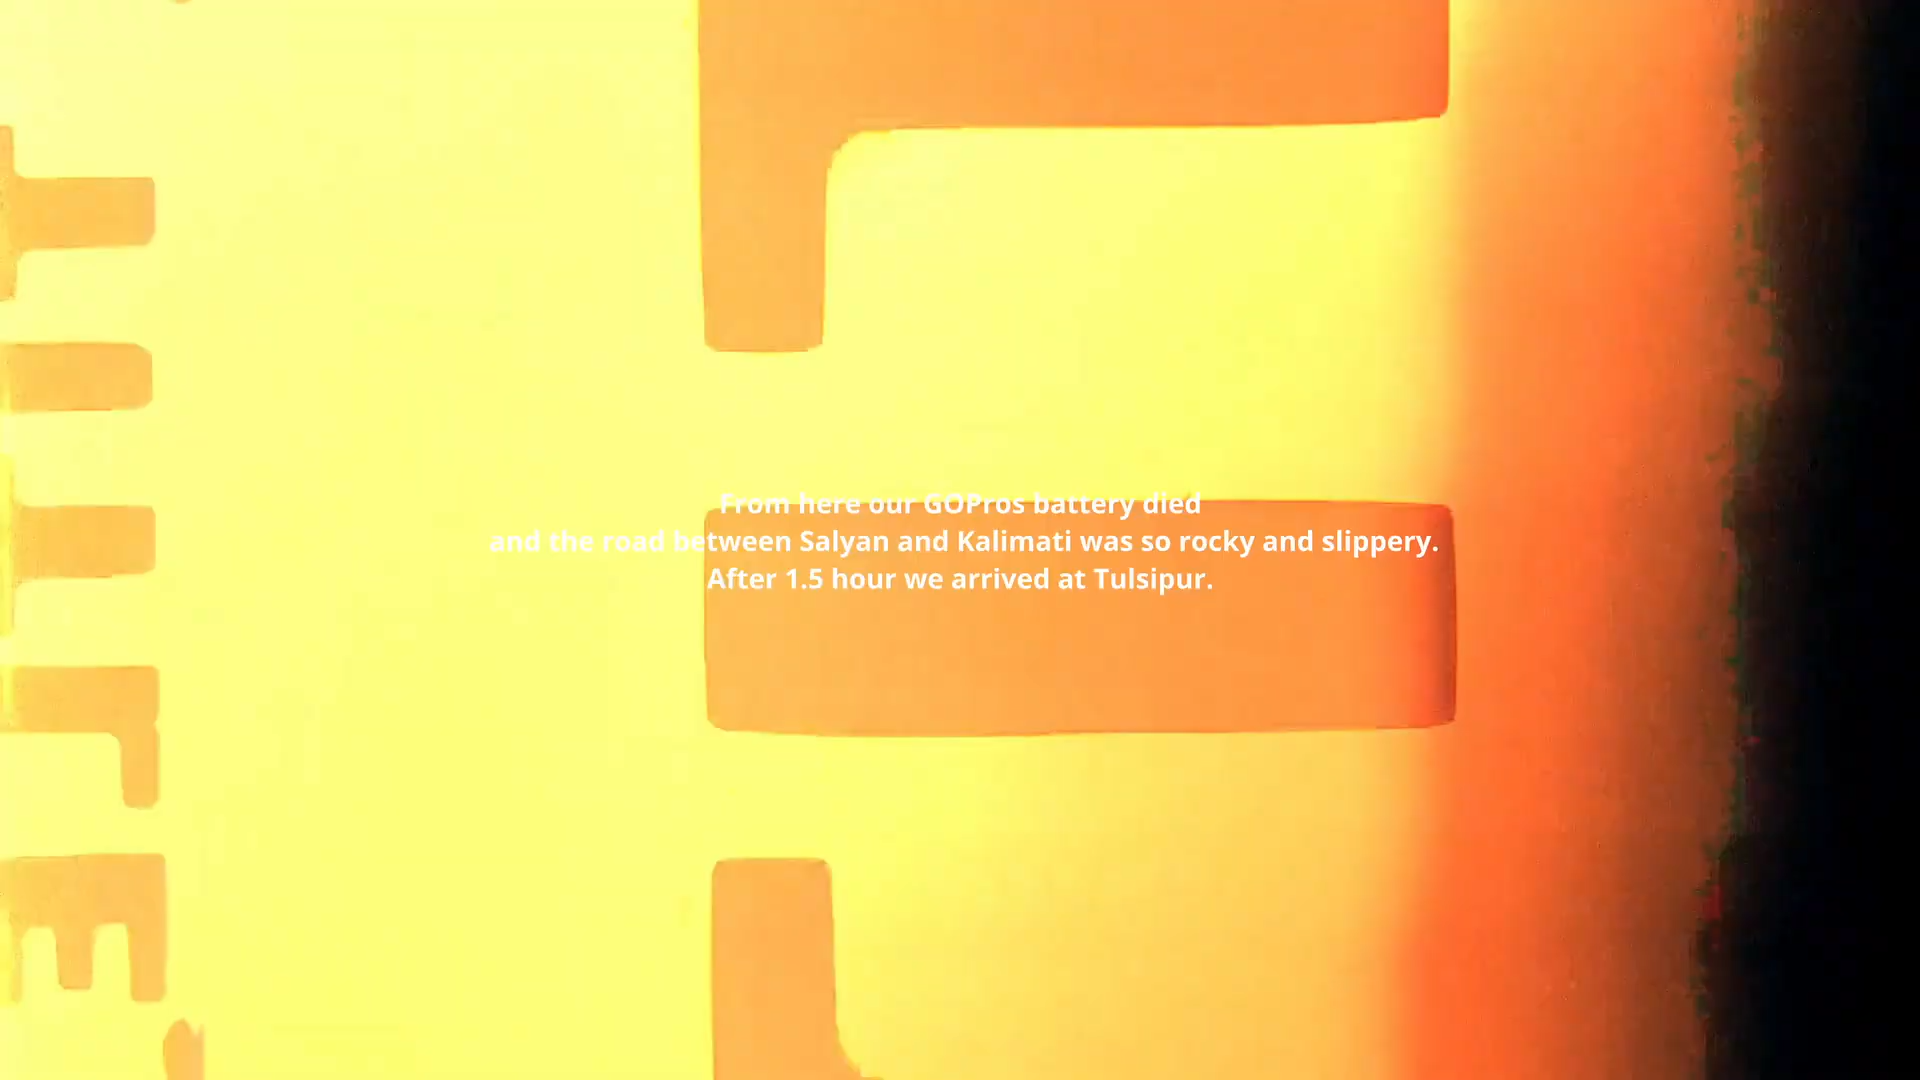 From here our GOPros battery died
and the road between Salyan and Kalimati was so rocky and slippery.
After 1.5 hour we arrived at Tulsipur.